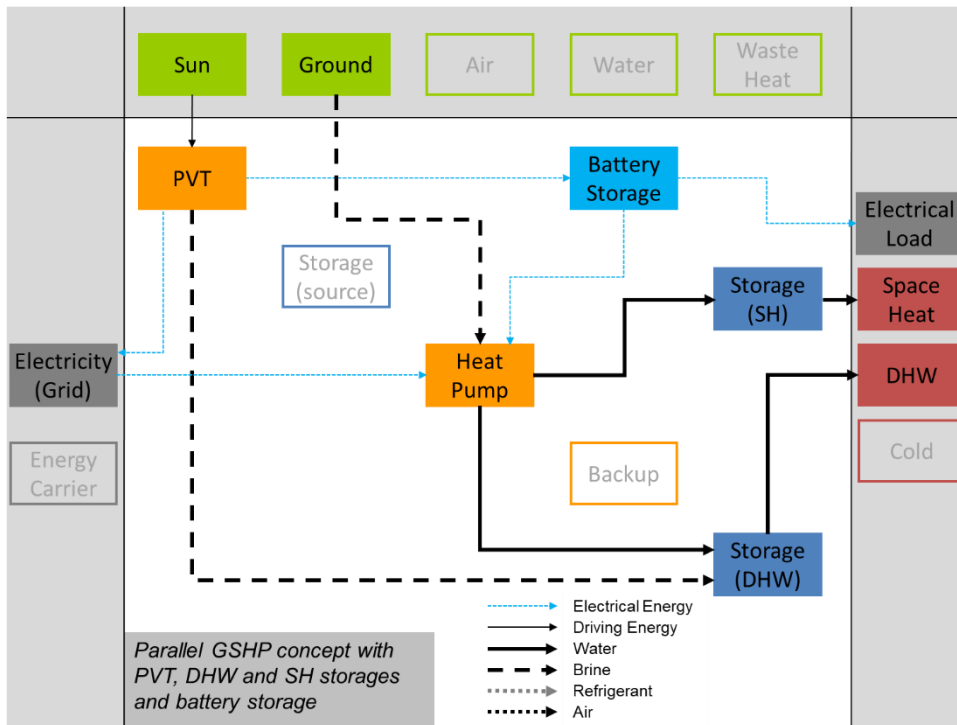 Sun
Ground
Air
Water
Waste
Heat
PVT
Battery
Storage
Electrical
Load
Storage
(source)
Storage
(SH)
Space
Heat
Electricity
(Grid)
Heat
Pump
DHW
Energy
Carrier
Backup
Cold
Storage
(DHW)
Parallel GSHP concept with
PVT, DHW and SH storages
and battery storage
Electrical Energy
Driving Energy
Water
Brine
Refrigerant
Air